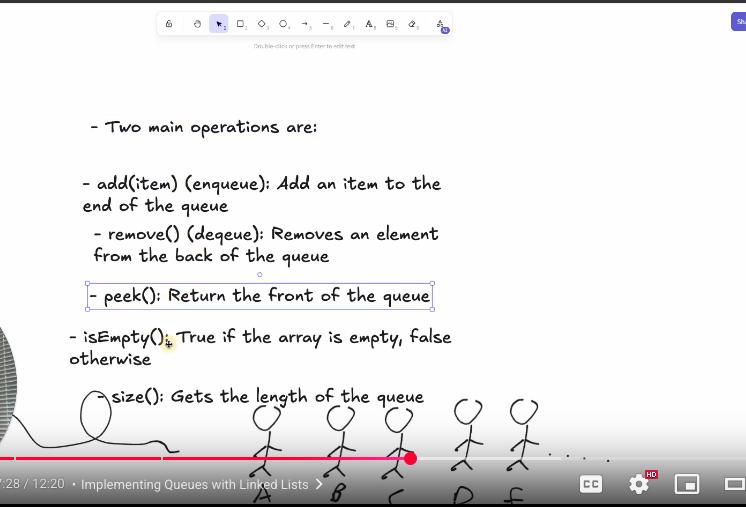 Sha
Double-click or press Enter to edit text
- Two main operations are:
- add(item) (enqueue): Add an item to the
end of the queue
- remove() (deqeue): Removes an element
from the back of the queue
- peek(): Return the front of the queue
- isEmpty(): True if the array is empty, false
otherwise
- size(): Gets the length of the queue
7:28 / 12:20 • Implementing Queues with Linked Lists
CC
HD
A B C D F